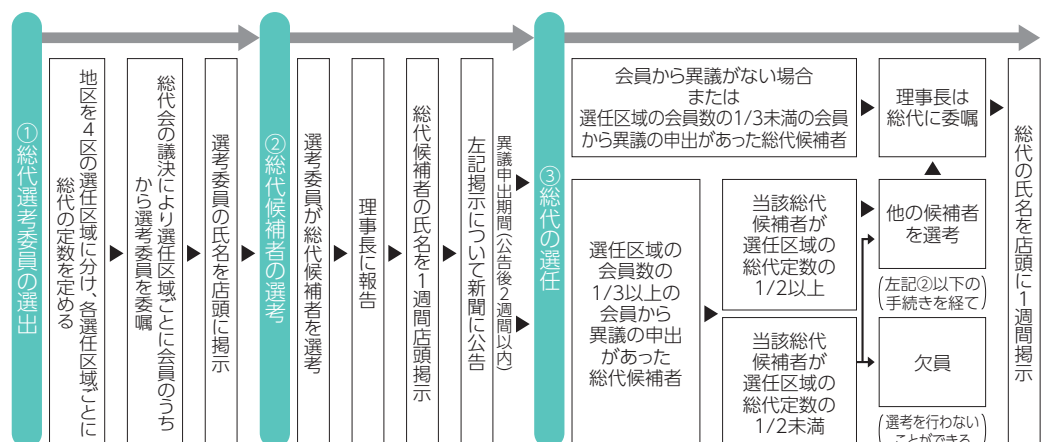 ①総代選考委員の選出
地区を４区の選任区域に分け、各選任区域ごとに
総代の定数を定める
総代会の議決により選任区域ごとに会員のうち
から選考委員を委嘱
選考委員の氏名を店頭に掲示
②総代候補者の選考
選考委員が総代候補者を選考
理事長に報告
総代候補者の氏名を1週間店頭掲示
左記掲示について新聞に公告
異議申出期間（公告後2週間以内）
③総代の選任
会員から異議がない場合
または
選任区域の会員数の1/3未満の会員
から異議の申出があった総代候補者
理事長は
総代に委嘱
選任区域の
会員数の
1/3以上の
会員から
異議の申出
があった
総代候補者
当該総代
候補者が
選任区域の
総代定数の
1/2以上
他の候補者
を選考
(左記②以下の
手続きを経て)
当該総代
候補者が
選任区域の
総代定数の
1/2未満
欠員
(選考を行わない
ことができる
総代の氏名を店頭に1週間掲示